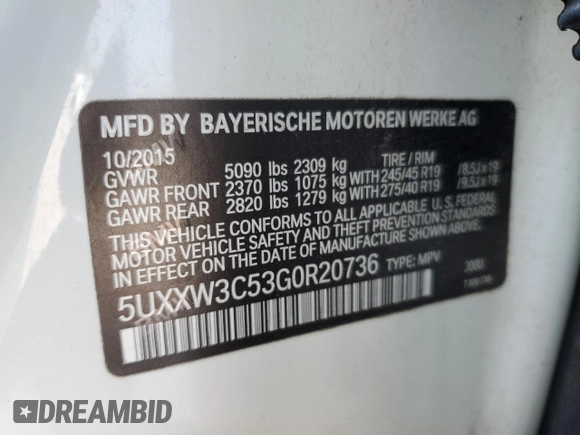 MFD BY BAYERISCHE MOTOREN WERKE AG
10/2015
GVWR 5090 lbs 2309 kg TIRE / RIM
GAWR FRONT 2370 lbs 1075 kg WITH 245/45 R19 /8.5J x 19
GAWR REAR 2820 lbs 1279 kg WITH 275/40 R19 /9.5J x 19
THIS VEHICLE CONFORMS TO ALL APPLICABLE U.S. FEDERAL
MOTOR VEHICLE SAFETY, BUMPER, AND THEFT PREVENTION STANDARDS
IN EFFECT ON THE DATE OF MANUFACTURE SHOWN ABOVE.
5UXXW3C53G0R20736 TYPE: MPV
DREAMBID